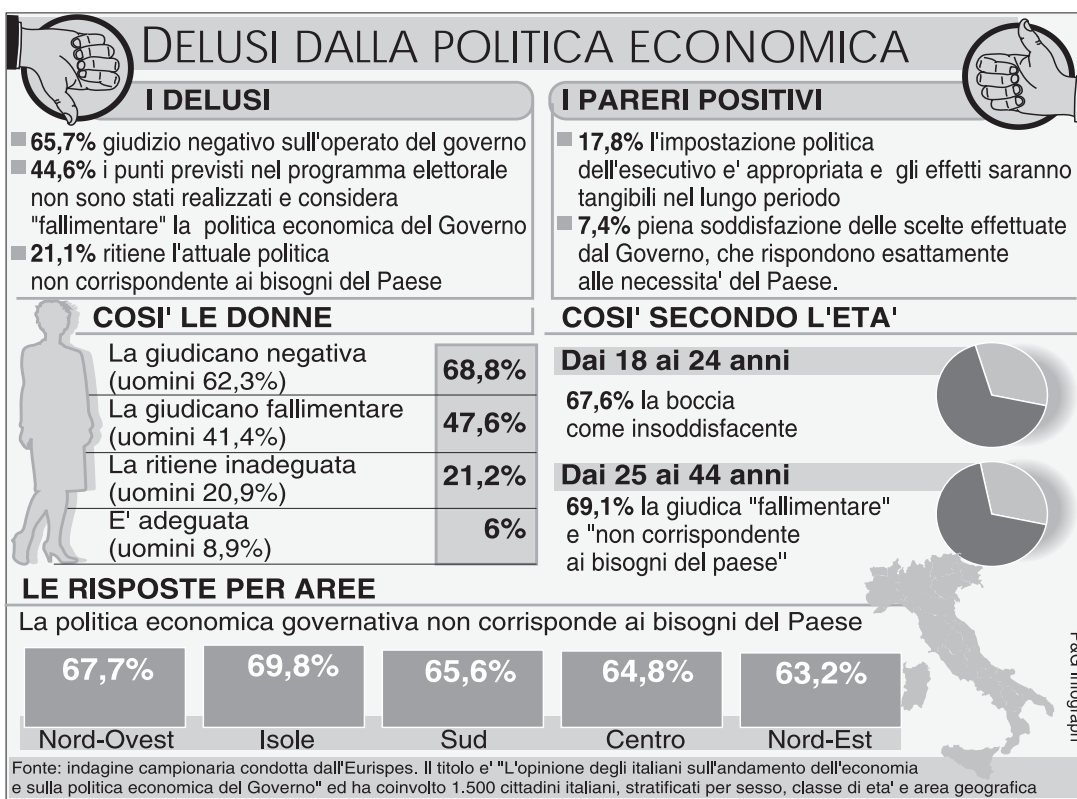 DELUSI DALLA POLITICA ECONOMICA
I DELUSI
65,7% giudizio negativo sull'operato del governo
44,6% i punti previsti nel programma elettorale
non sono stati realizzati e considera
"fallimentare" la politica economica del Governo
21,1% ritiene l'attuale politica
non corrispondente ai bisogni del Paese
I PARERI POSITIVI
17,8% l'impostazione politica
dell'esecutivo e' appropriata e gli effetti saranno
tangibili nel lungo periodo
7,4% piena soddisfazione delle scelte effettuate
dal Governo, che rispondono esattamente
alle necessita' del Paese.
COSI' LE DONNE
La giudicano negativa
(uomini 62,3%)
68,8%
La giudicano fallimentare
(uomini 41,4%)
47,6%
La ritiene inadeguata
(uomini 20,9%)
21,2%
E' adeguata
(uomini 8,9%)
6%
COSI' SECONDO L'ETA'
Dai 18 ai 24 anni
67,6% la boccia
come insoddisfacente
Dai 25 ai 44 anni
69,1% la giudica "fallimentare"
e "non corrispondente
ai bisogni del paese"
LE RISPOSTE PER AREE
La politica economica governativa non corrisponde ai bisogni del Paese
67,7% 69,8% 65,6% 64,8% 63,2%
Nord-Ovest Isole Sud Centro Nord-Est
Fonte: indagine campionaria condotta dall'Eurispes. Il titolo e' "L'opinione degli italiani sull'andamento dell'economia
e sulla politica economica del Governo" ed ha coinvolto 1.500 cittadini italiani, stratificati per sesso, classe di eta' e area geografica